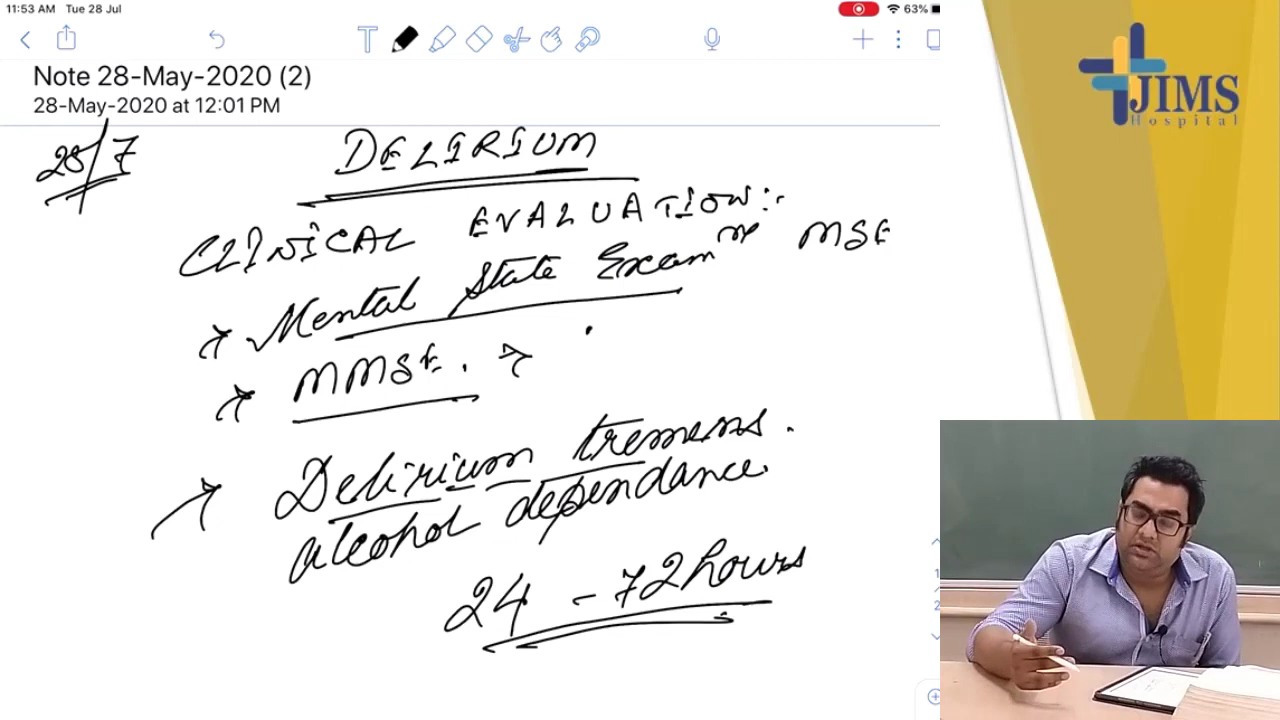 11:53 AM Tue 28 Jul
63%
Note 28-May-2020 (2)
28-May-2020 at 12:01 PM
28/7
DELIRIUM
CLINICAL EVALUATION:-
Mental State Examn MSE
MMSE.
Delirium tremens.
alcohol dependance.
24 - 72 hours
JIMS
Hospital